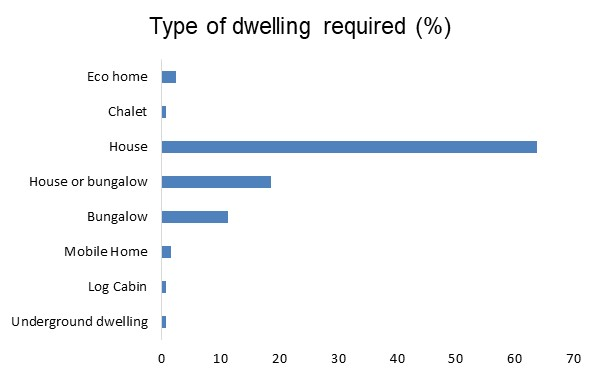 Type of dwelling required (%)
Eco home
Chalet
House
House or bungalow
Bungalow
Mobile Home
Log Cabin
Underground dwelling
0 10 20 30 40 50 60 70